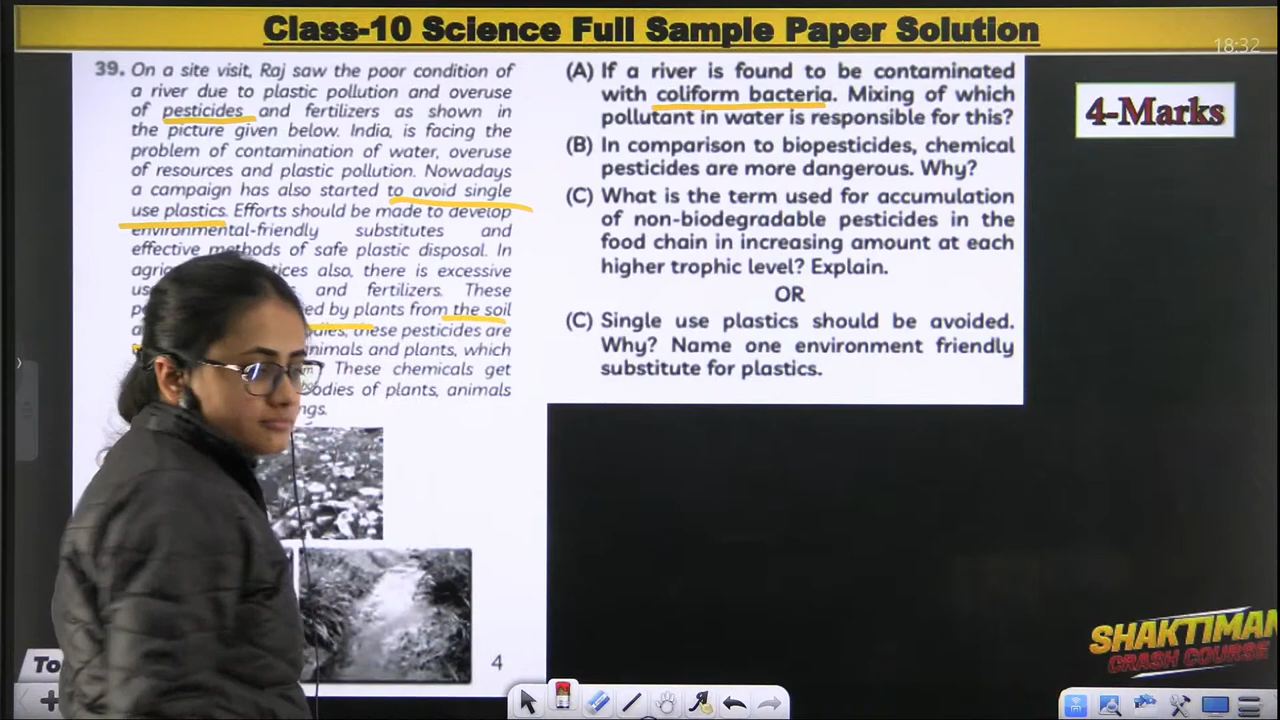 Class-10 Science Full Sample Paper Solution
18:32
39. On a site visit, Raj saw the poor condition of
a river due to plastic pollution and overuse
of pesticides and fertilizers as shown in
the picture given below. India, is facing the
problem of contamination of water, overuse
of resources and plastic pollution. Nowadays
a campaign has also started to avoid single
use plastics. Efforts should be made to develop
environmental-friendly substitutes and
effective methods of safe plastic disposal. In
also, there is excessive
and fertilizers. These
by plants from the soil
these pesticides are
animals and plants, which
These chemicals get
bodies of plants, animals
4
(A) If a river is found to be contaminated
with coliform bacteria. Mixing of which
pollutant in water is responsible for this?
(B) In comparison to biopesticides, chemical
pesticides are more dangerous. Why?
(C) What is the term used for accumulation
of non-biodegradable pesticides in the
food chain in increasing amount at each
higher trophic level? Explain.
OR
(C) Single use plastics should be avoided.
Why? Name one environment friendly
substitute for plastics.
4-Marks
SHAKTIMAN
CRASH COURSE